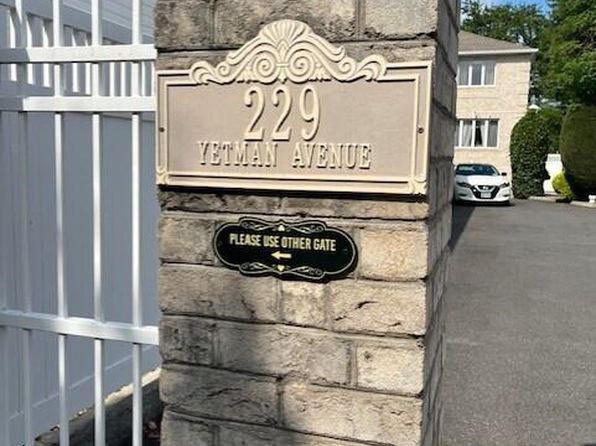 229
YETMAN AVENUE
PLEASE USE OTHER GATE
←